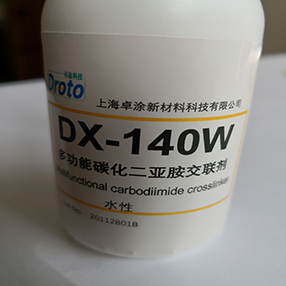 卓涂科技
Droto
上海卓涂新材料科技有限公司
DX-140W
多功能碳化二亚胺交联剂
Multifunctional carbodiimide crosslinker
水性
20112801B